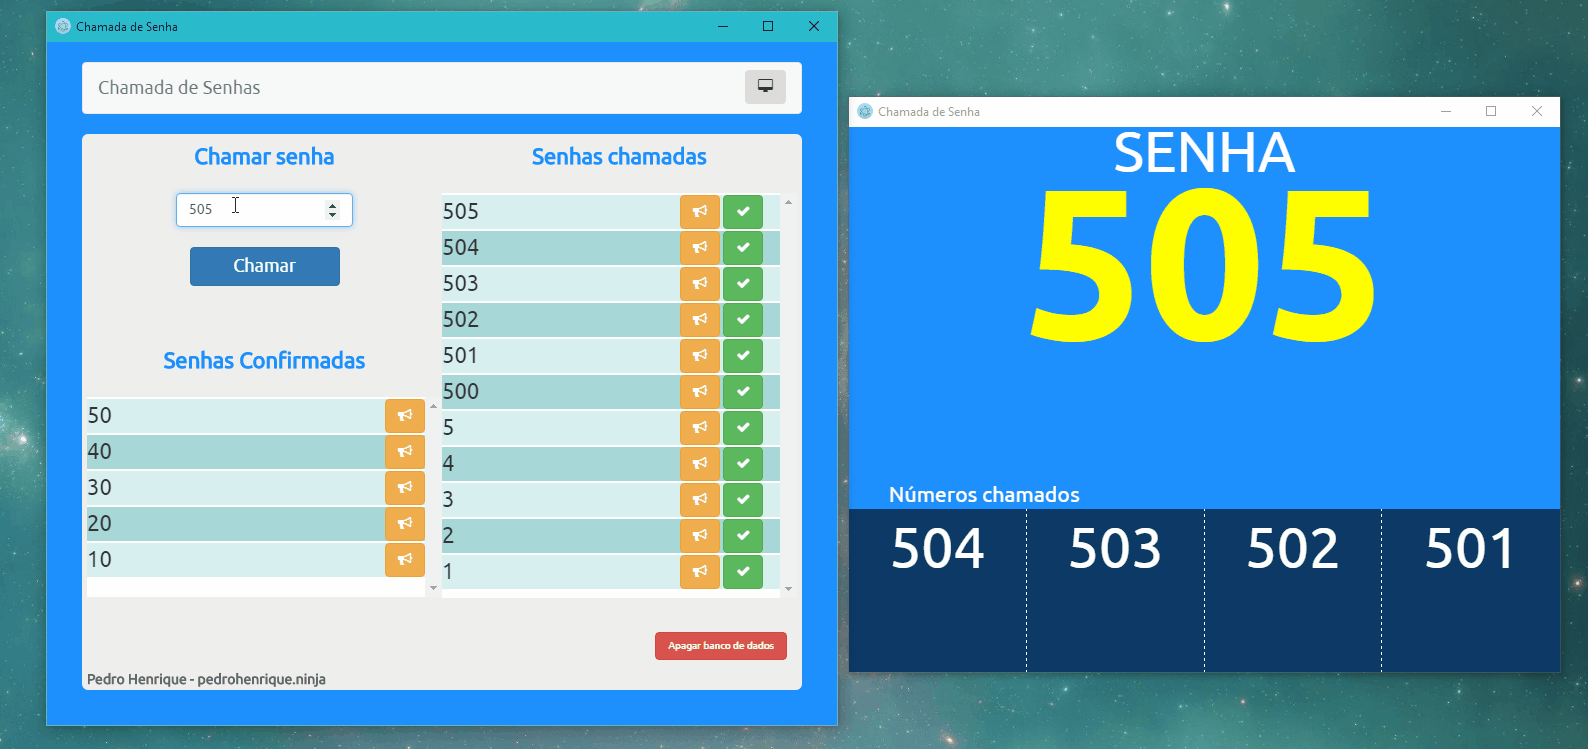 Chamada de Senha
Chamada de Senhas
Chamar senha
505
Chamar
Senhas Confirmadas
50
40
30
20
10
Senhas chamadas
505
504
503
502
501
500
5
4
3
2
1
Apagar banco de dados
Pedro Henrique - pedrohenrique.ninja
Chamada de Senha
SENHA
505
Números chamados
504 503 502 501